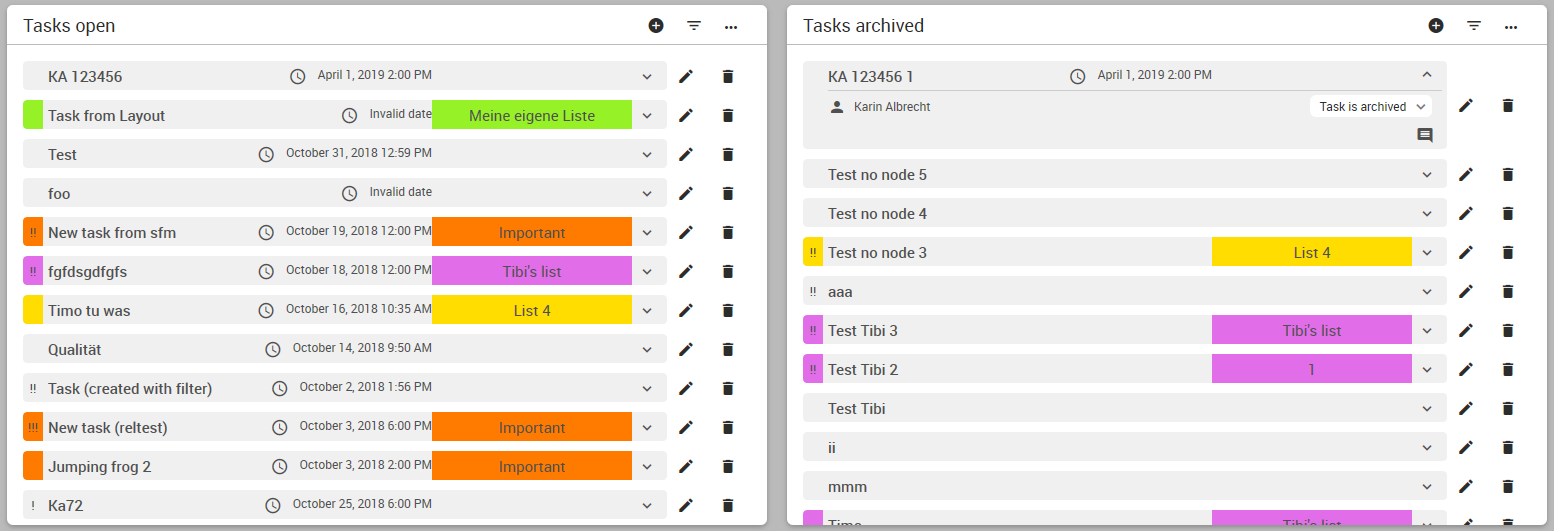 Tasks open
KA 123456 April 1, 2019 2:00 PM
Task from Layout Invalid date Meine eigene Liste
Test October 31, 2018 12:59 PM
foo Invalid date
!! New task from sfm October 19, 2018 12:00 PM Important
!! fgfdsgdfgfs October 18, 2018 12:00 PM Tibi's list
Timo tu was October 16, 2018 10:35 AM List 4
Qualität October 14, 2018 9:50 AM
!! Task (created with filter) October 2, 2018 1:56 PM
!!! New task (reltest) October 3, 2018 6:00 PM Important
Jumping frog 2 October 3, 2018 2:00 PM Important
! Ka72 October 25, 2018 6:00 PM
Tasks archived
KA 123456 1 April 1, 2019 2:00 PM
Karin Albrecht Task is archived
Test no node 5
Test no node 4
!! Test no node 3 List 4
!! aaa
!! Test Tibi 3 Tibi's list
!! Test Tibi 2 1
Test Tibi
ii
mmm
!! Timo Tibi's list